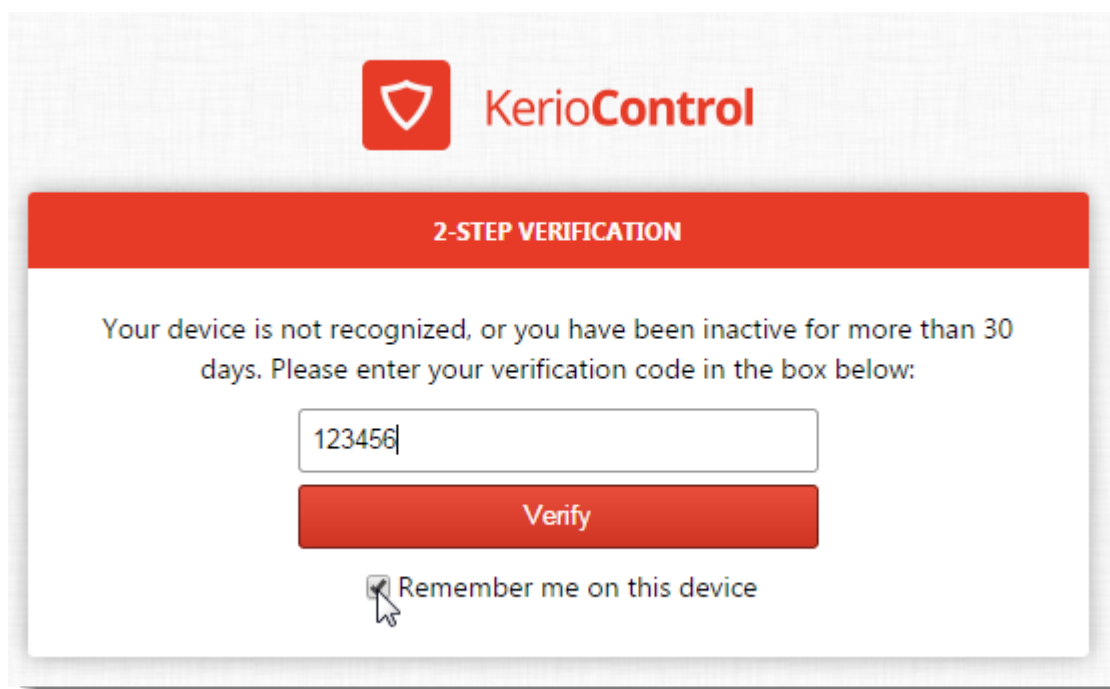 KerioControl
2-STEP VERIFICATION
Your device is not recognized, or you have been inactive for more than 30
days. Please enter your verification code in the box below:
123456
Verify
Remember me on this device